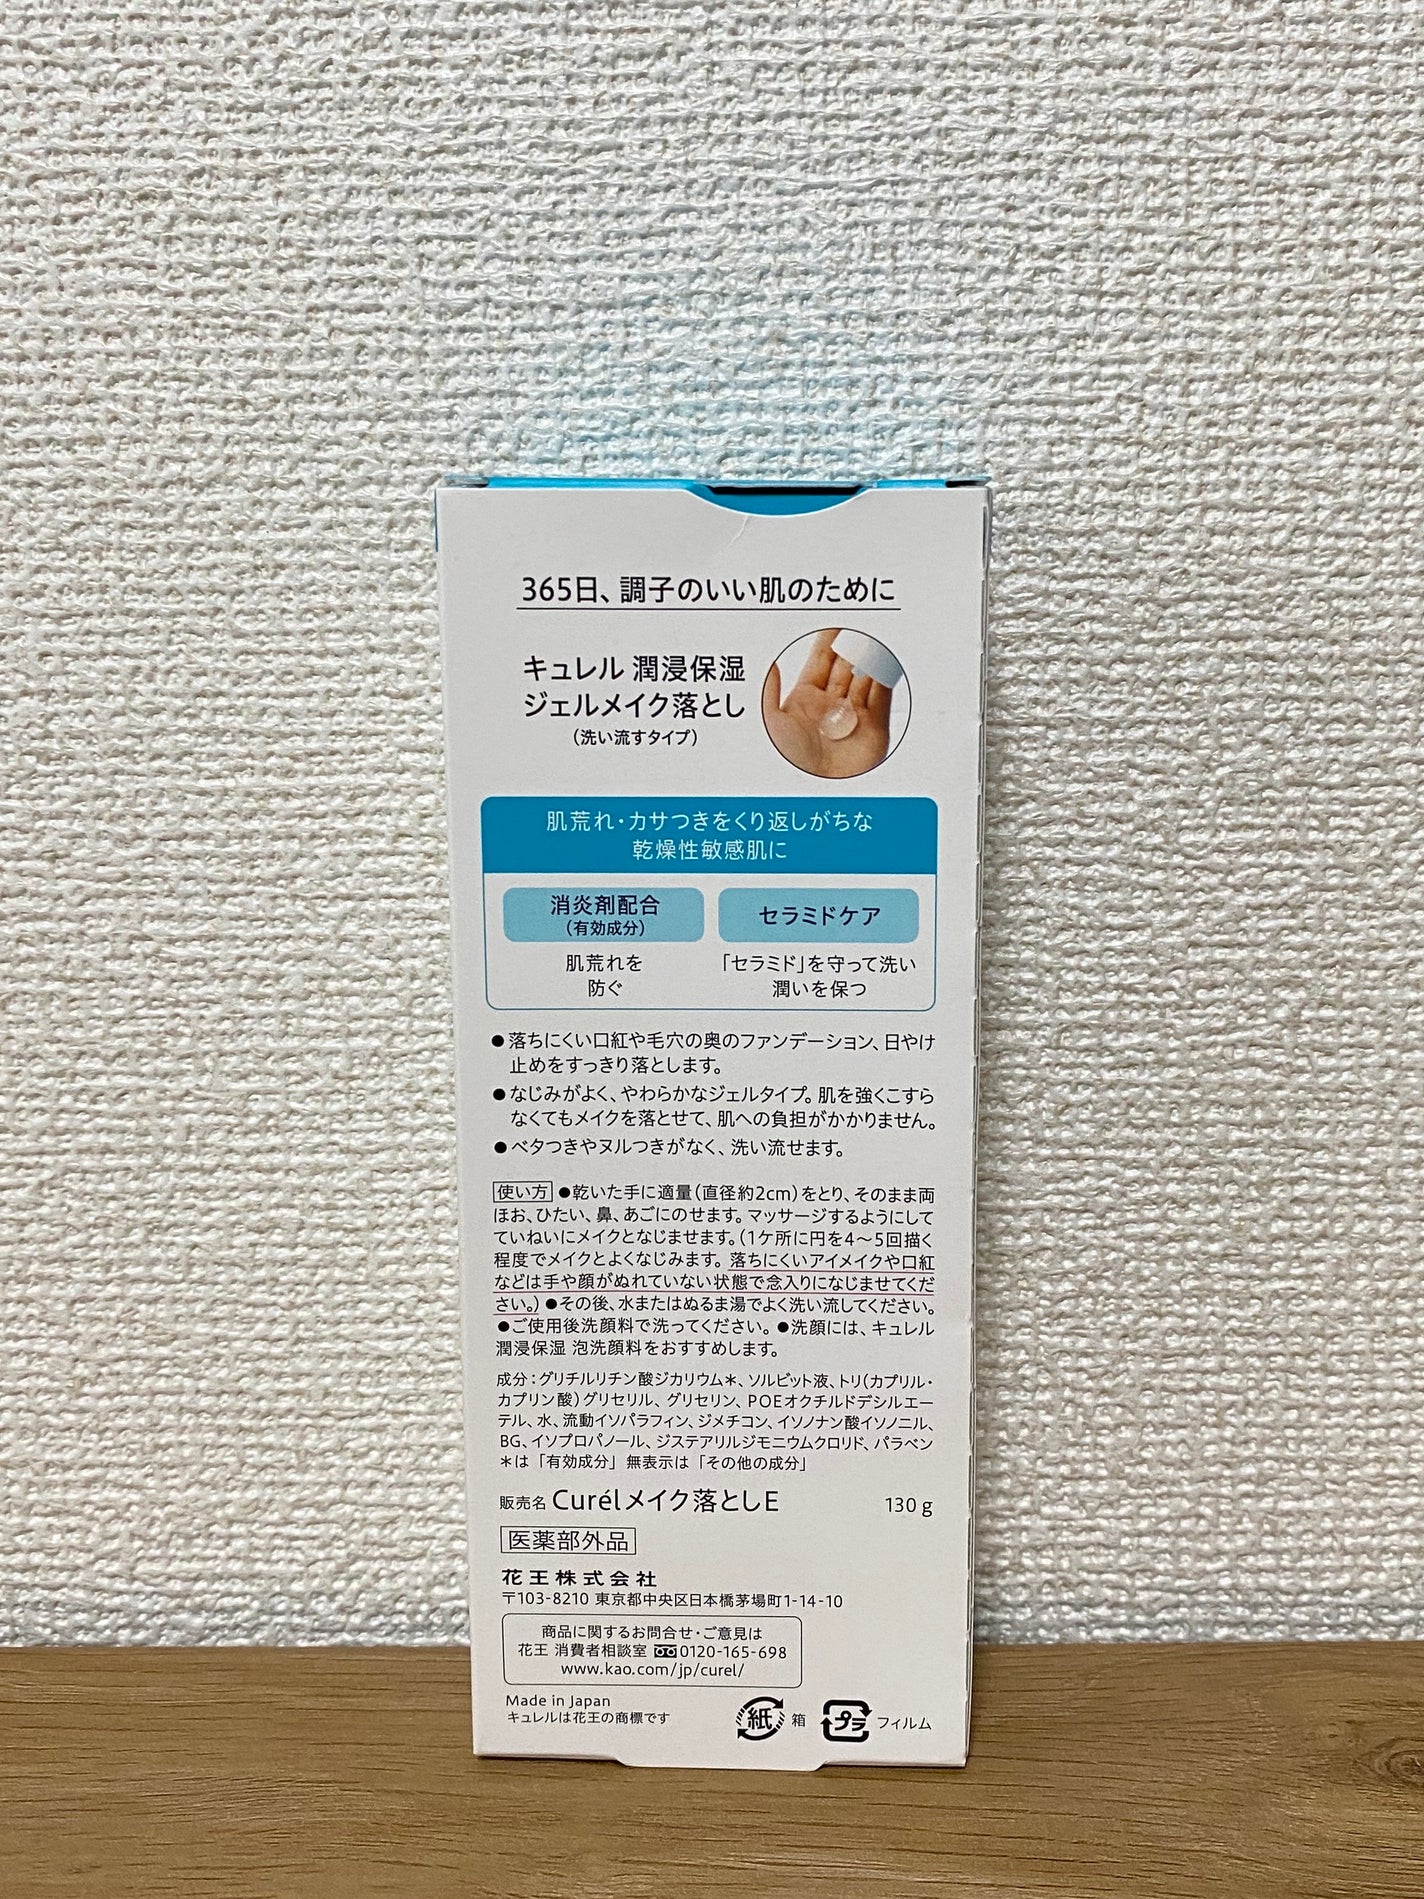 365日、調子のいい肌のために
キュレル 潤浸保湿
ジェルメイク落とし
(洗い流すタイプ)
肌荒れ・カサつきをくり返しがちな
乾燥性敏感肌に
消炎剤配合
(有効成分)
肌荒れを
防ぐ
セラミドケア
「セラミド」を守って洗い
潤いを保つ
●落ちにくい口紅や毛穴の奥のファンデーション、日やけ
止めをすっきり落とします。
●なじみがよく、やわらかなジェルタイプ。肌を強くこすら
なくてもメイクを落とせて、肌への負担がかかりません。
●ベタつきやヌルつきがなく、洗い流せます。
使い方 ●乾いた手に適量(直径約2cm)をとり、そのまま両
ほお、ひたい、鼻、あごにのせます。マッサージするようにして
ていねいにメイクとなじませます。(1ケ所に円を4〜5回描く
程度でメイクとよくなじみます。落ちにくいアイメイクや口紅
などは手や顔がぬれていない状態で念入りになじませてくだ
さい。)●その後、水またはぬるま湯でよく洗い流してください。
●ご使用後洗顔料で洗ってください。●洗顔には、キュレル
潤浸保湿 泡洗顔料をおすすめします。
成分：グリチルリチン酸ジカリウム＊、ソルビット液、トリ(カプリル・
カプリン酸)グリセリル、グリセリン、POEオクチルドデシルエー
テル、水、流動イソパラフィン、ジメチコン、イソノナン酸イソノニル、
BG、イソプロパノール、ジステアリルジモニウムクロリド、パラベン
＊は「有効成分」無表示は「その他の成分」
販売名 Curélメイク落としE 130g
医薬部外品
花王株式会社
〒103-8210 東京都中央区日本橋茅場町1-14-10
商品に関するお問合せ・ご意見は
花王 消費者相談室 0120-165-698
www.kao.com/jp/curel/
Made in Japan
キュレルは花王の商標です
紙 箱 プラ フィルム